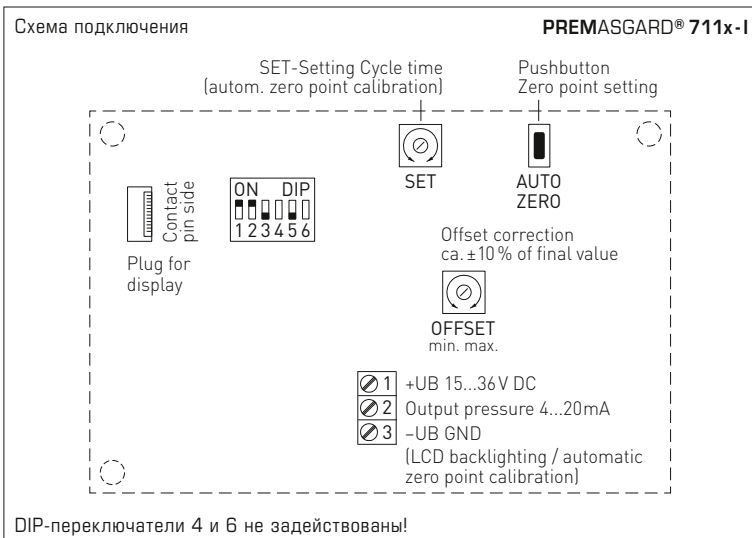 Схема подключения
PREMASGARD® 711x-I
SET-Setting Cycle time
(autom. zero point calibration)
Pushbutton
Zero point setting
SET
AUTO
ZERO
Contact
pin side
Plug for
display
ON DIP
1 2 3 4 5 6
Offset correction
ca. ±10 % of final value
OFFSET
min. max.
1 +UB 15...36V DC
2 Output pressure 4...20mA
3 –UB GND
(LCD backlighting / automatic
zero point calibration)
DIP-переключатели 4 и 6 не задействованы!